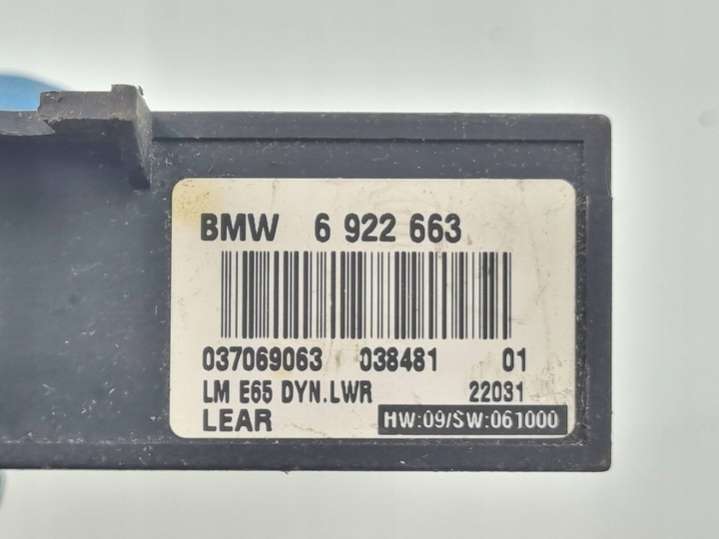 BMW 6 922 663
037069063 038481 01
LM E65 DYN.LWR 22031
LEAR HW:09/SW:061000